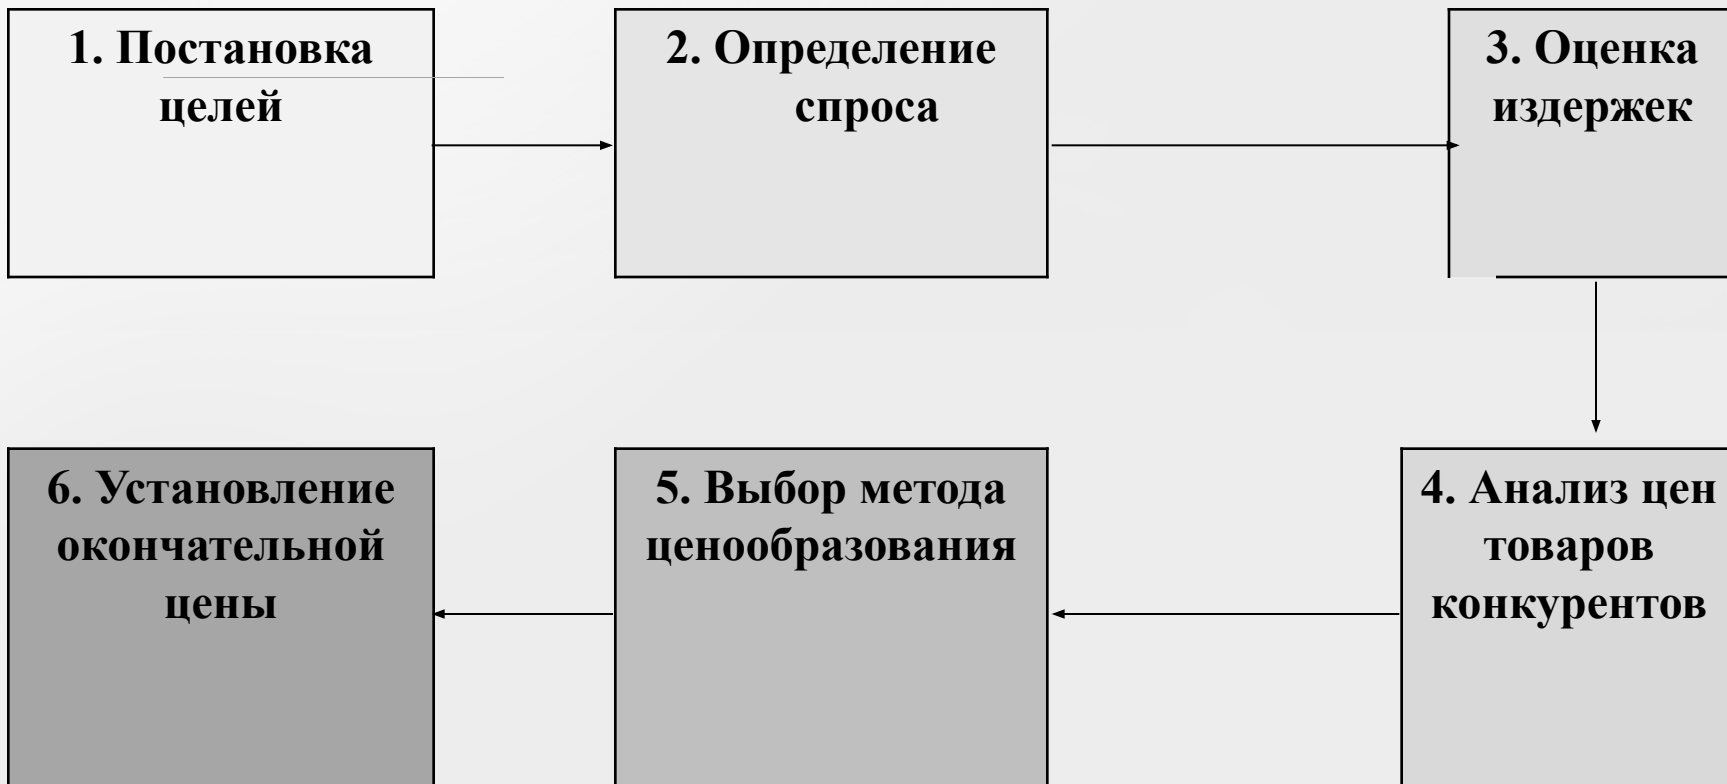 1. Постановка
целей
2. Определение
спроса
3. Оценка
издержек
4. Анализ цен
товаров
конкурентов
5. Выбор метода
ценообразования
6. Установление
окончательной
цены